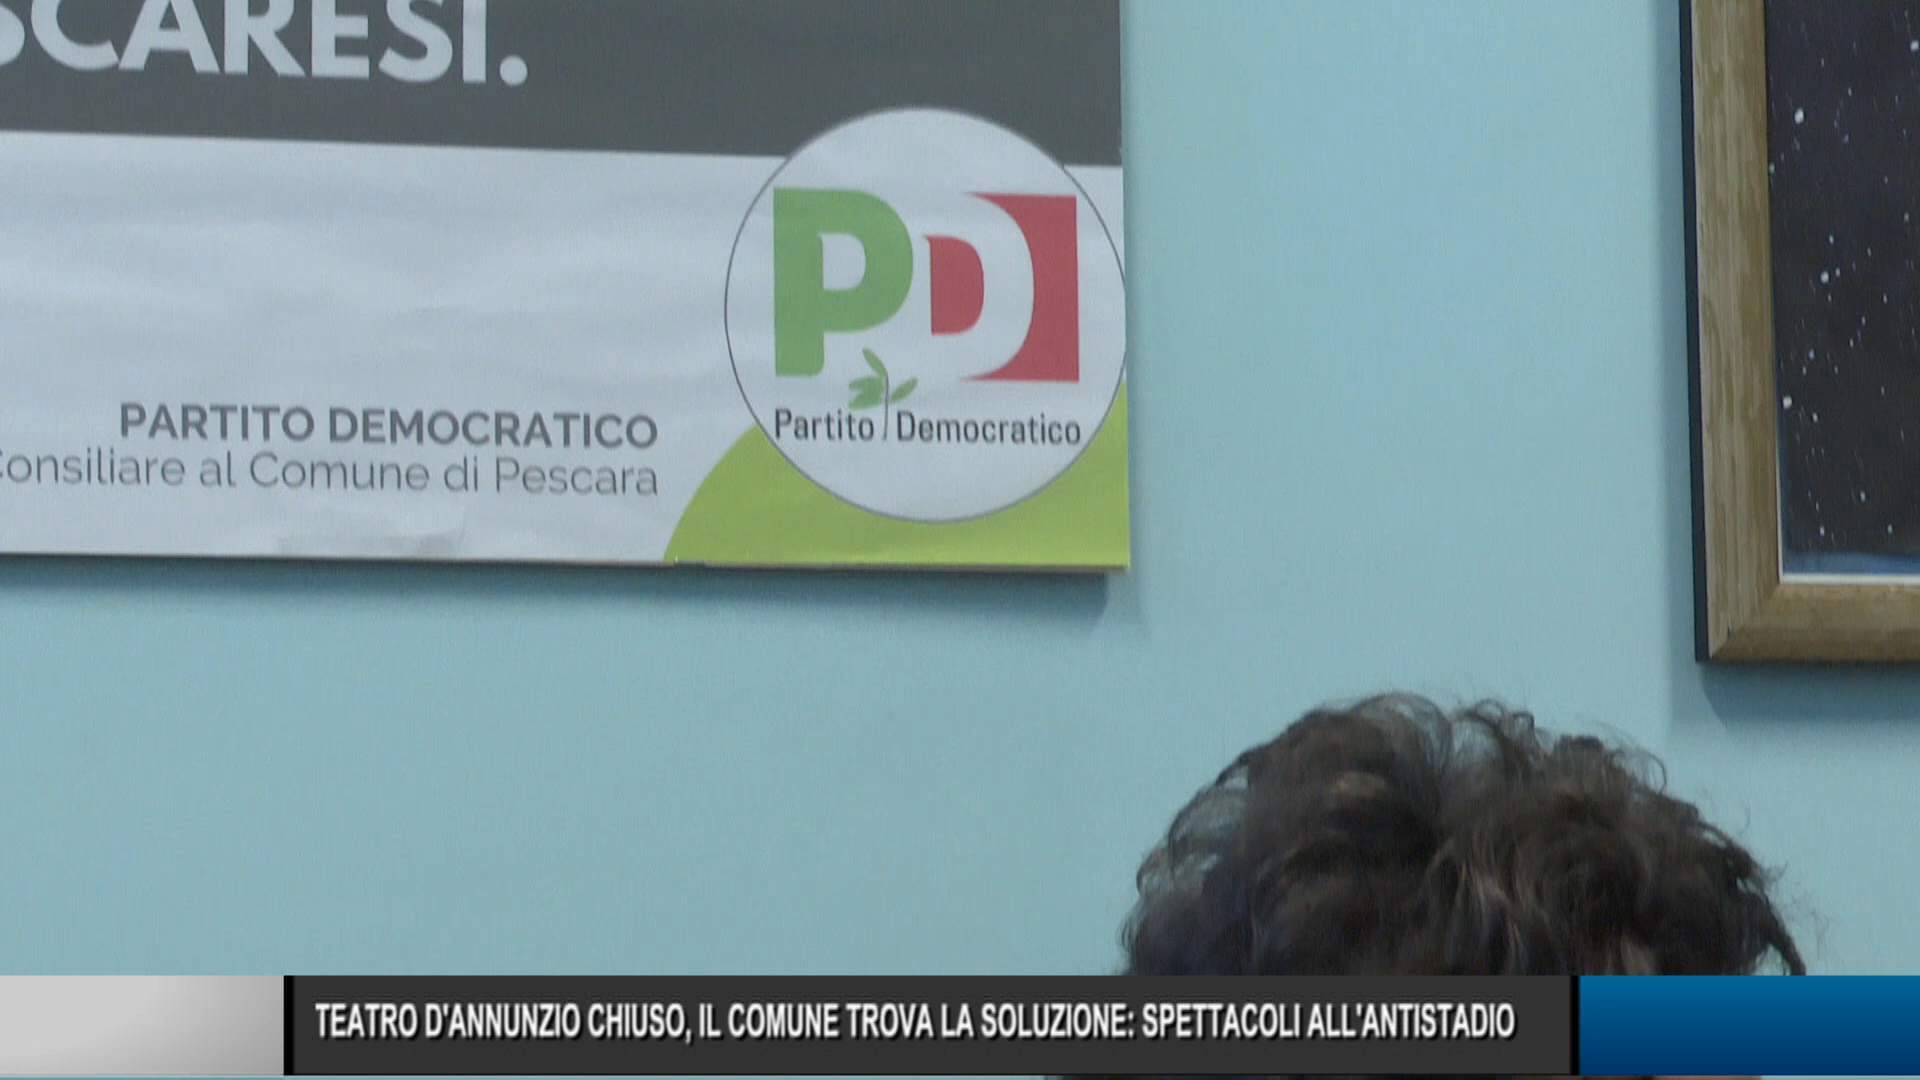 SCARESI.
PD
Partito Democratico
PARTITO DEMOCRATICO
Consiliare al Comune di Pescara
TEATRO D'ANNUNZIO CHIUSO, IL COMUNE TROVA LA SOLUZIONE: SPETTACOLI ALL'ANTISTADIO